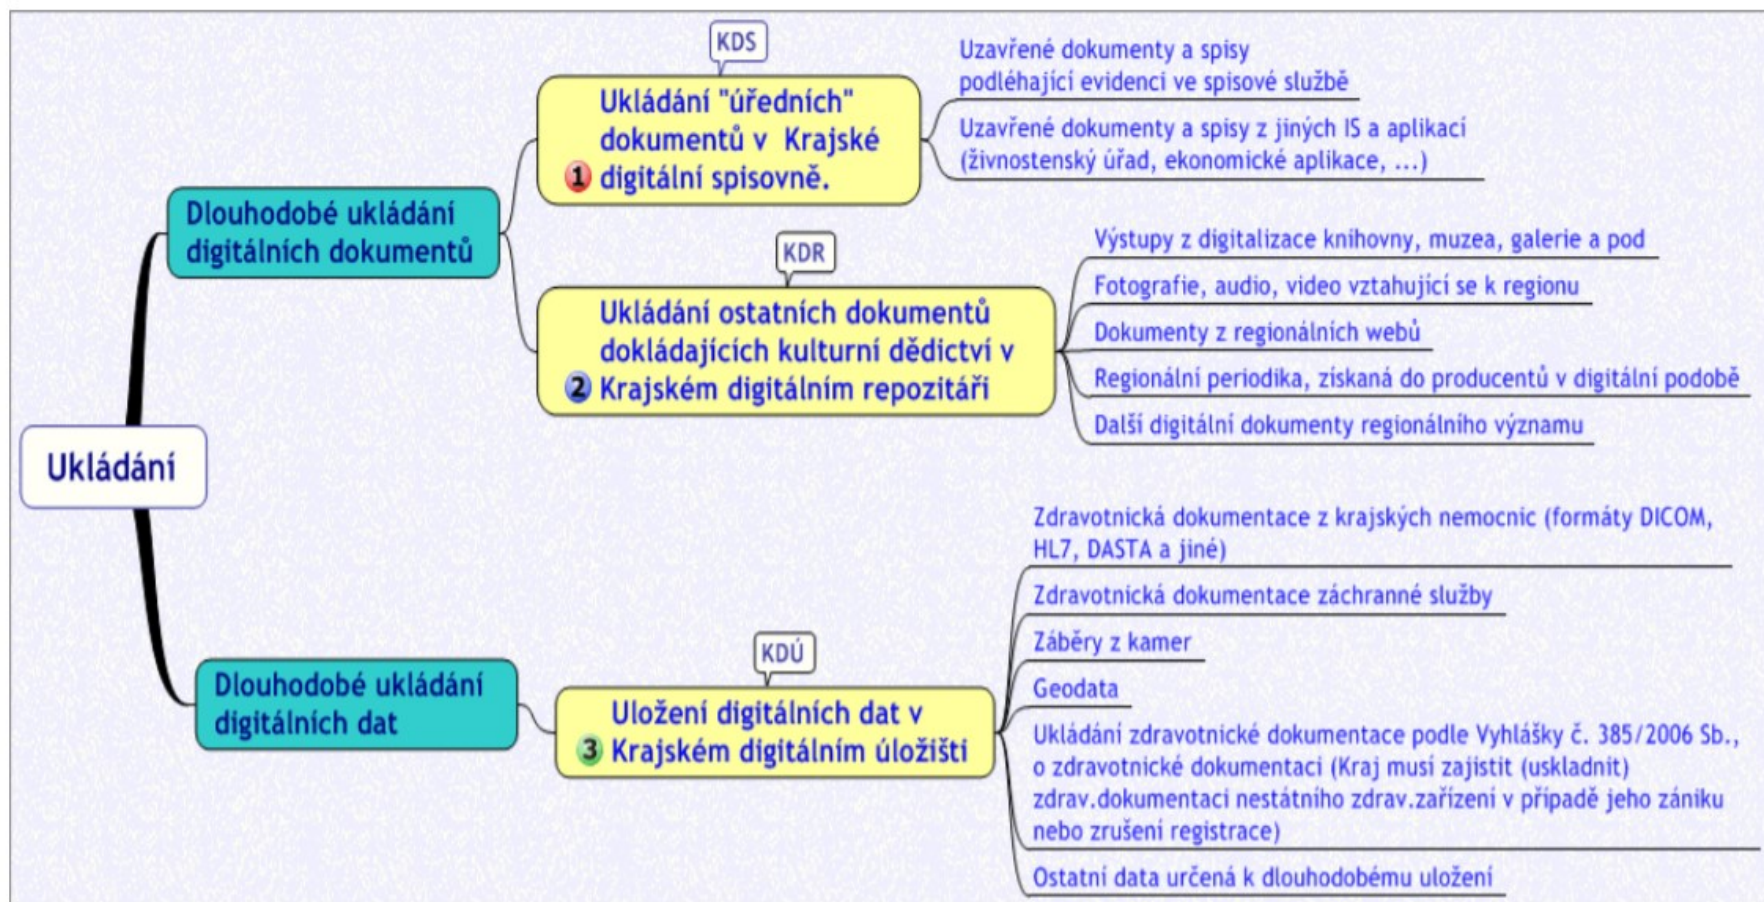 Ukládání
Dlouhodobé ukládání
digitálních dokumentů
KDS
Ukládání "úředních"
dokumentů v Krajské
1 digitální spisovně.
Uzavřené dokumenty a spisy
podléhající evidenci ve spisové službě
Uzavřené dokumenty a spisy z jiných IS a aplikací
(živnostenský úřad, ekonomické aplikace, ...)
KDR
Ukládání ostatních dokumentů
dokládajících kulturní dědictví v
2 Krajském digitálním repozitáři
Výstupy z digitalizace knihovny, muzea, galerie a pod
Fotografie, audio, video vztahující se k regionu
Dokumenty z regionálních webů
Regionální periodika, získaná do producentů v digitální podobě
Další digitální dokumenty regionálního významu
Dlouhodobé ukládání
digitálních dat
KDÚ
Uložení digitálních dat v
3 Krajském digitálním úložišti
Zdravotnická dokumentace z krajských nemocnic (formáty DICOM,
HL7, DASTA a jiné)
Zdravotnická dokumentace záchranné služby
Záběry z kamer
Geodata
Ukládání zdravotnické dokumentace podle Vyhlášky č. 385/2006 Sb.,
o zdravotnické dokumentaci (Kraj musí zajistit (uskladnit)
zdrav.dokumentaci nestátního zdrav.zařízení v případě jeho zániku
nebo zrušení registrace)
Ostatní data určená k dlouhodobému uložení